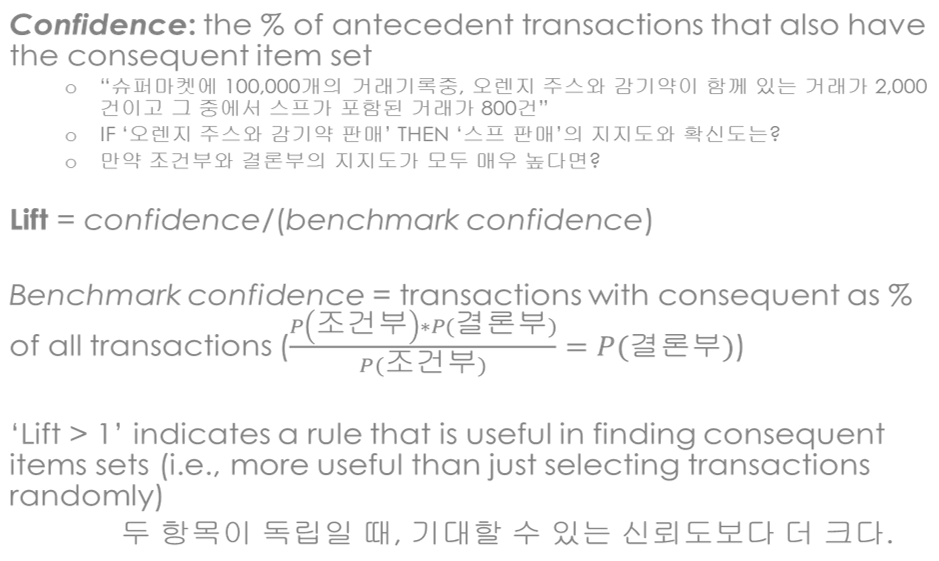 Confidence: the % of antecedent transactions that also have
the consequent item set
○ “슈퍼마켓에 100,000개의 거래기록중, 오렌지 주스와 감기약이 함께 있는 거래가 2,000
건이고 그 중에서 스프가 포함된 거래가 800건”
○ IF ‘오렌지 주스와 감기약 판매’ THEN ‘스프 판매’의 지지도와 확신도는?
○ 만약 조건부와 결론부의 지지도가 모두 매우 높다면?
Lift = confidence/(benchmark confidence)
Benchmark confidence = transactions with consequent as %
of all transactions (P(조건부)*P(결론부) / P(조건부) = P(결론부))
‘Lift > 1’ indicates a rule that is useful in finding consequent
items sets (i.e., more useful than just selecting transactions
randomly)
두 항목이 독립일 때, 기대할 수 있는 신뢰도보다 더 크다.